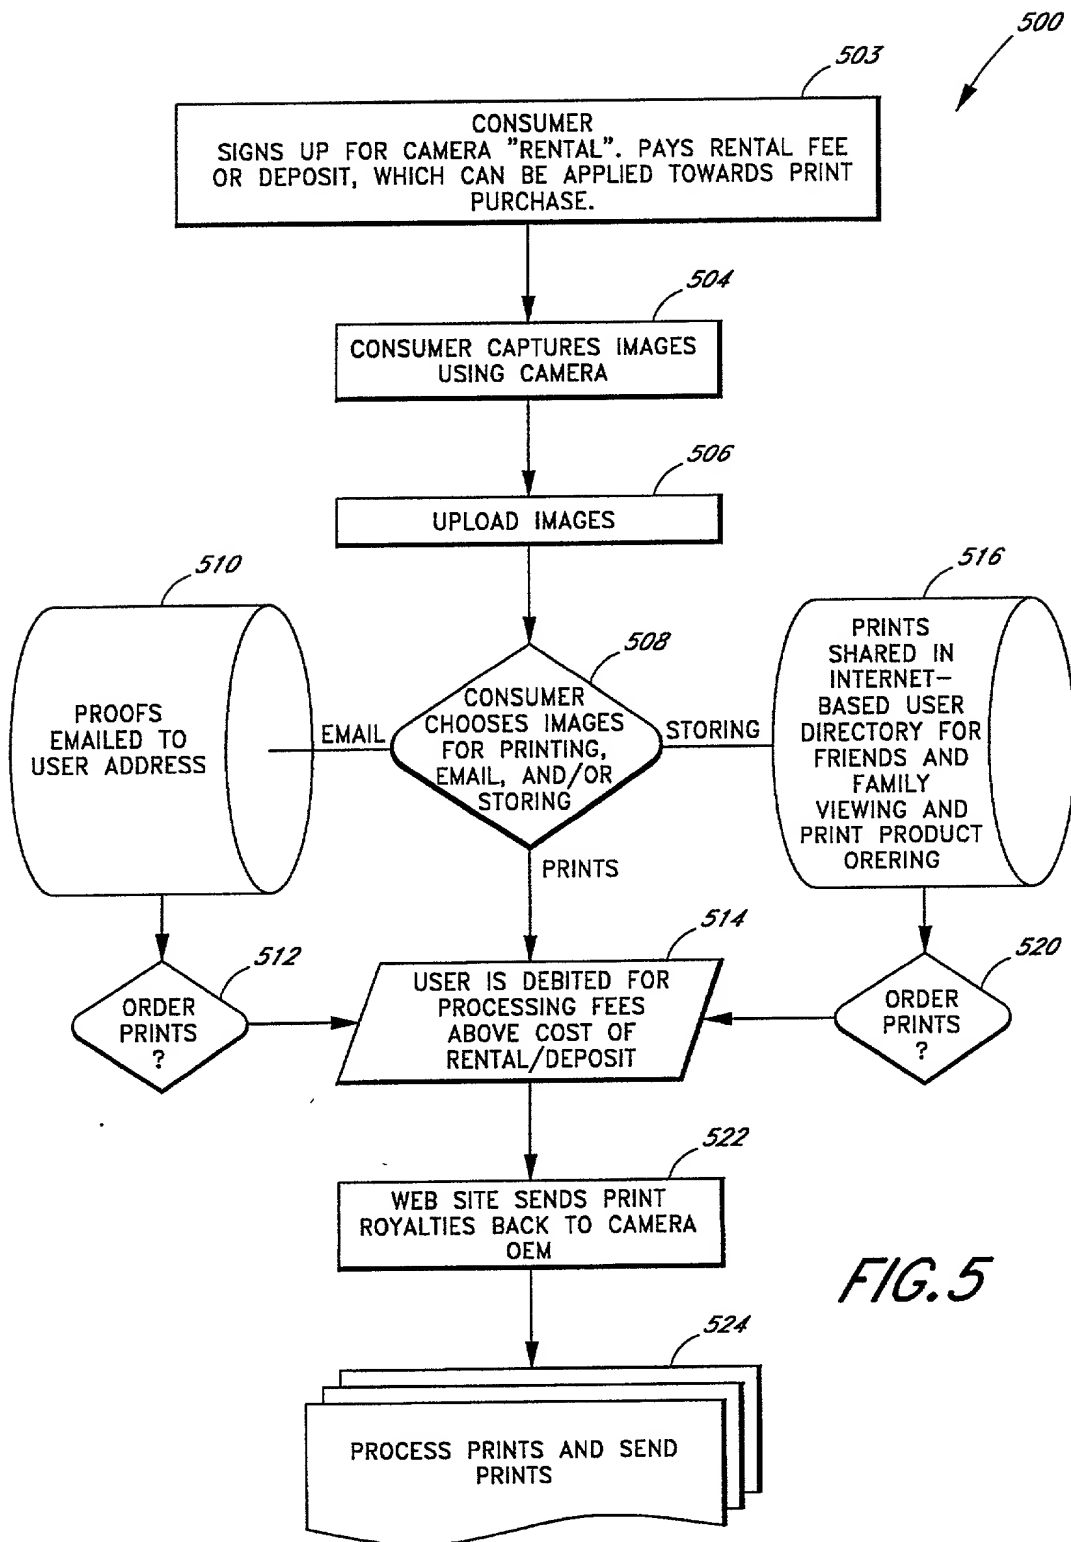 500
503
CONSUMER
SIGNS UP FOR CAMERA "RENTAL". PAYS RENTAL FEE
OR DEPOSIT, WHICH CAN BE APPLIED TOWARDS PRINT
PURCHASE.
504
CONSUMER CAPTURES IMAGES
USING CAMERA
506
UPLOAD IMAGES
510
PROOFS
EMAILED TO
USER ADDRESS
EMAIL
508
CONSUMER
CHOOSES IMAGES
FOR PRINTING,
EMAIL, AND/OR
STORING
STORING
516
PRINTS
SHARED IN
INTERNET-
BASED USER
DIRECTORY FOR
FRIENDS AND
FAMILY
VIEWING AND
PRINT PRODUCT
ORERING
PRINTS
512
ORDER
PRINTS
?
514
USER IS DEBITED FOR
PROCESSING FEES
ABOVE COST OF
RENTAL/DEPOSIT
520
ORDER
PRINTS
?
522
WEB SITE SENDS PRINT
ROYALTIES BACK TO CAMERA
OEM
FIG.5
524
PROCESS PRINTS AND SEND
PRINTS